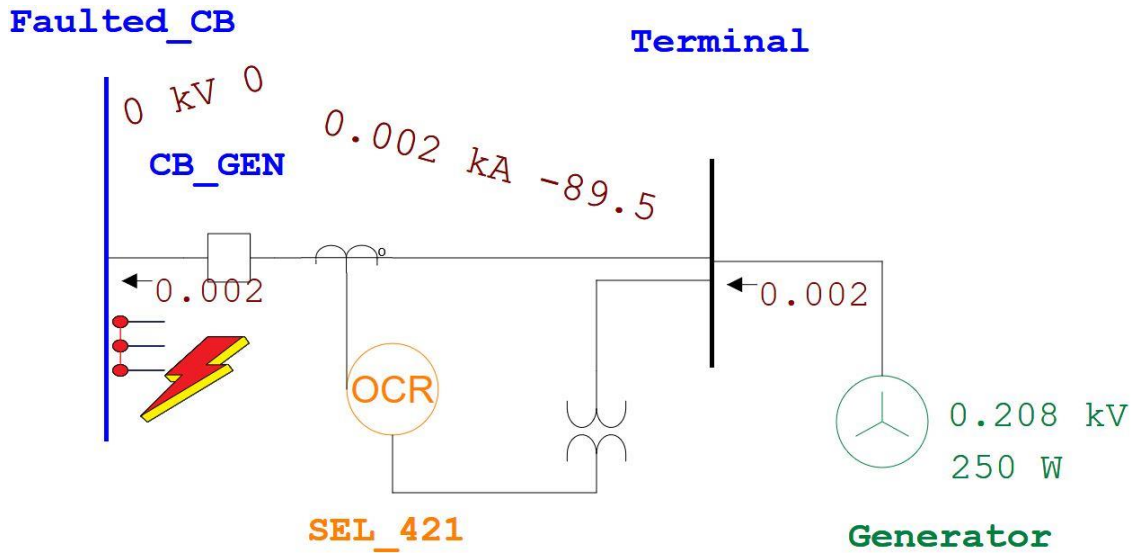 Faulted_CB
Terminal
0 kV 0
0.002 kA -89.5
CB_GEN
0.002
0.002
OCR
0.208 kV
250 W
SEL_421
Generator